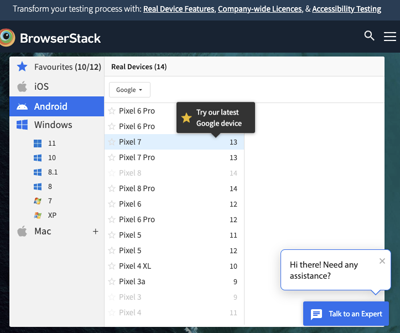 Transform your testing process with: Real Device Features, Company-wide Licences, & Accessibility Testing
BrowserStack
Favourites (10/12)
iOS
Android
Windows
11
10
8.1
8
7
XP
Mac +
Real Devices (14)
Google
Try our latest
Google device
Pixel 6 Pro
Pixel 6 Pro
Pixel 7 13
Pixel 7 Pro 13
Pixel 8 14
Pixel 8 Pro 14
Pixel 6 12
Pixel 6 Pro 12
Pixel 5 11
Pixel 5 12
Pixel 4 XL 10
Pixel 3a 9
Pixel 3 9
Pixel 4 11
Hi there! Need any
assistance?
Talk to an Expert